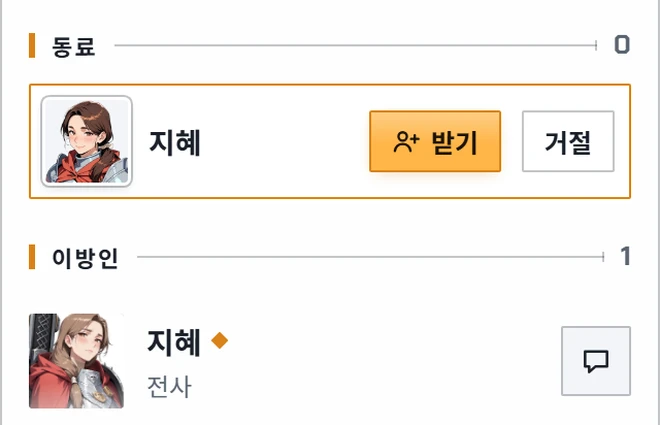 동료 0
지혜 받기 거절
이방인 1
지혜
전사